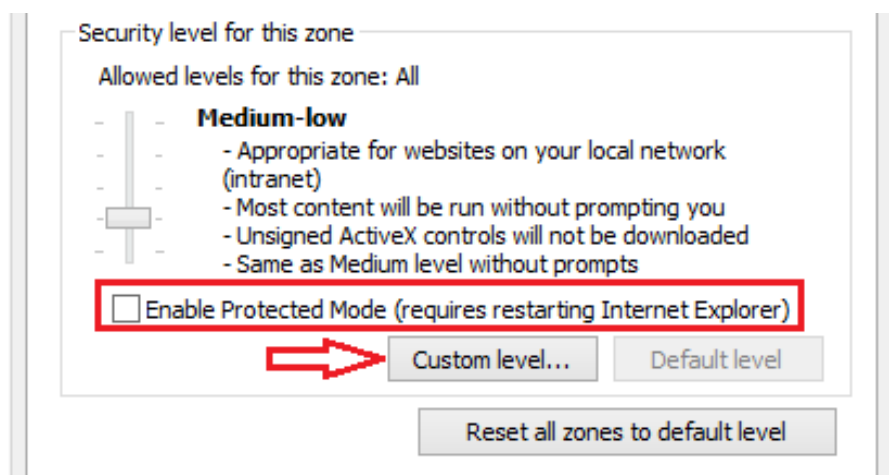 Security level for this zone
Allowed levels for this zone: All
Medium-low
- Appropriate for websites on your local network
(intranet)
- Most content will be run without prompting you
- Unsigned ActiveX controls will not be downloaded
- Same as Medium level without prompts
Enable Protected Mode (requires restarting Internet Explorer)
Custom level... Default level
Reset all zones to default level